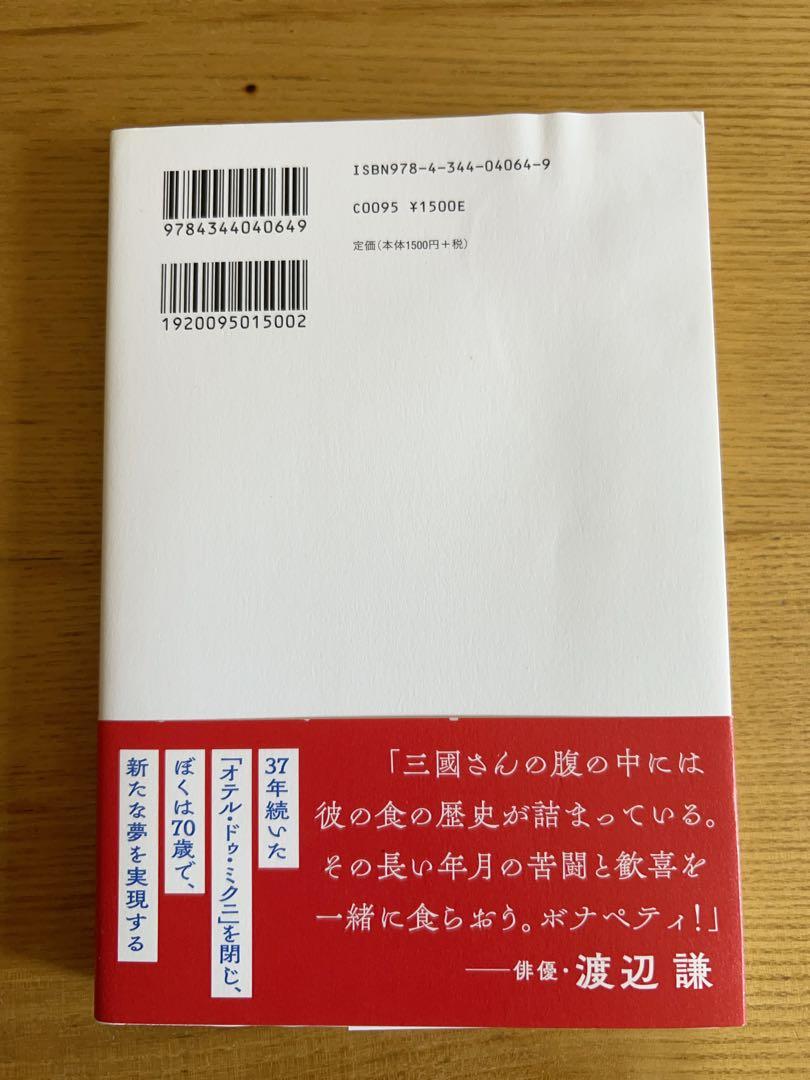 ISBN978-4-344-04064-9
C0095 ¥1500E
定価(本体1500円+税)
9784344040649
1920095015002
「三國さんの腹の中には
彼の食の歴史が詰まっている。
その長い年月の苦闘と歓喜を
一緒に食らおう。ボナペティ!」
──俳優・渡辺 謙
37年続いた
「オテル・ドゥ・ミクニ」を閉じ、
ぼくは70歳で、
新たな夢を実現する